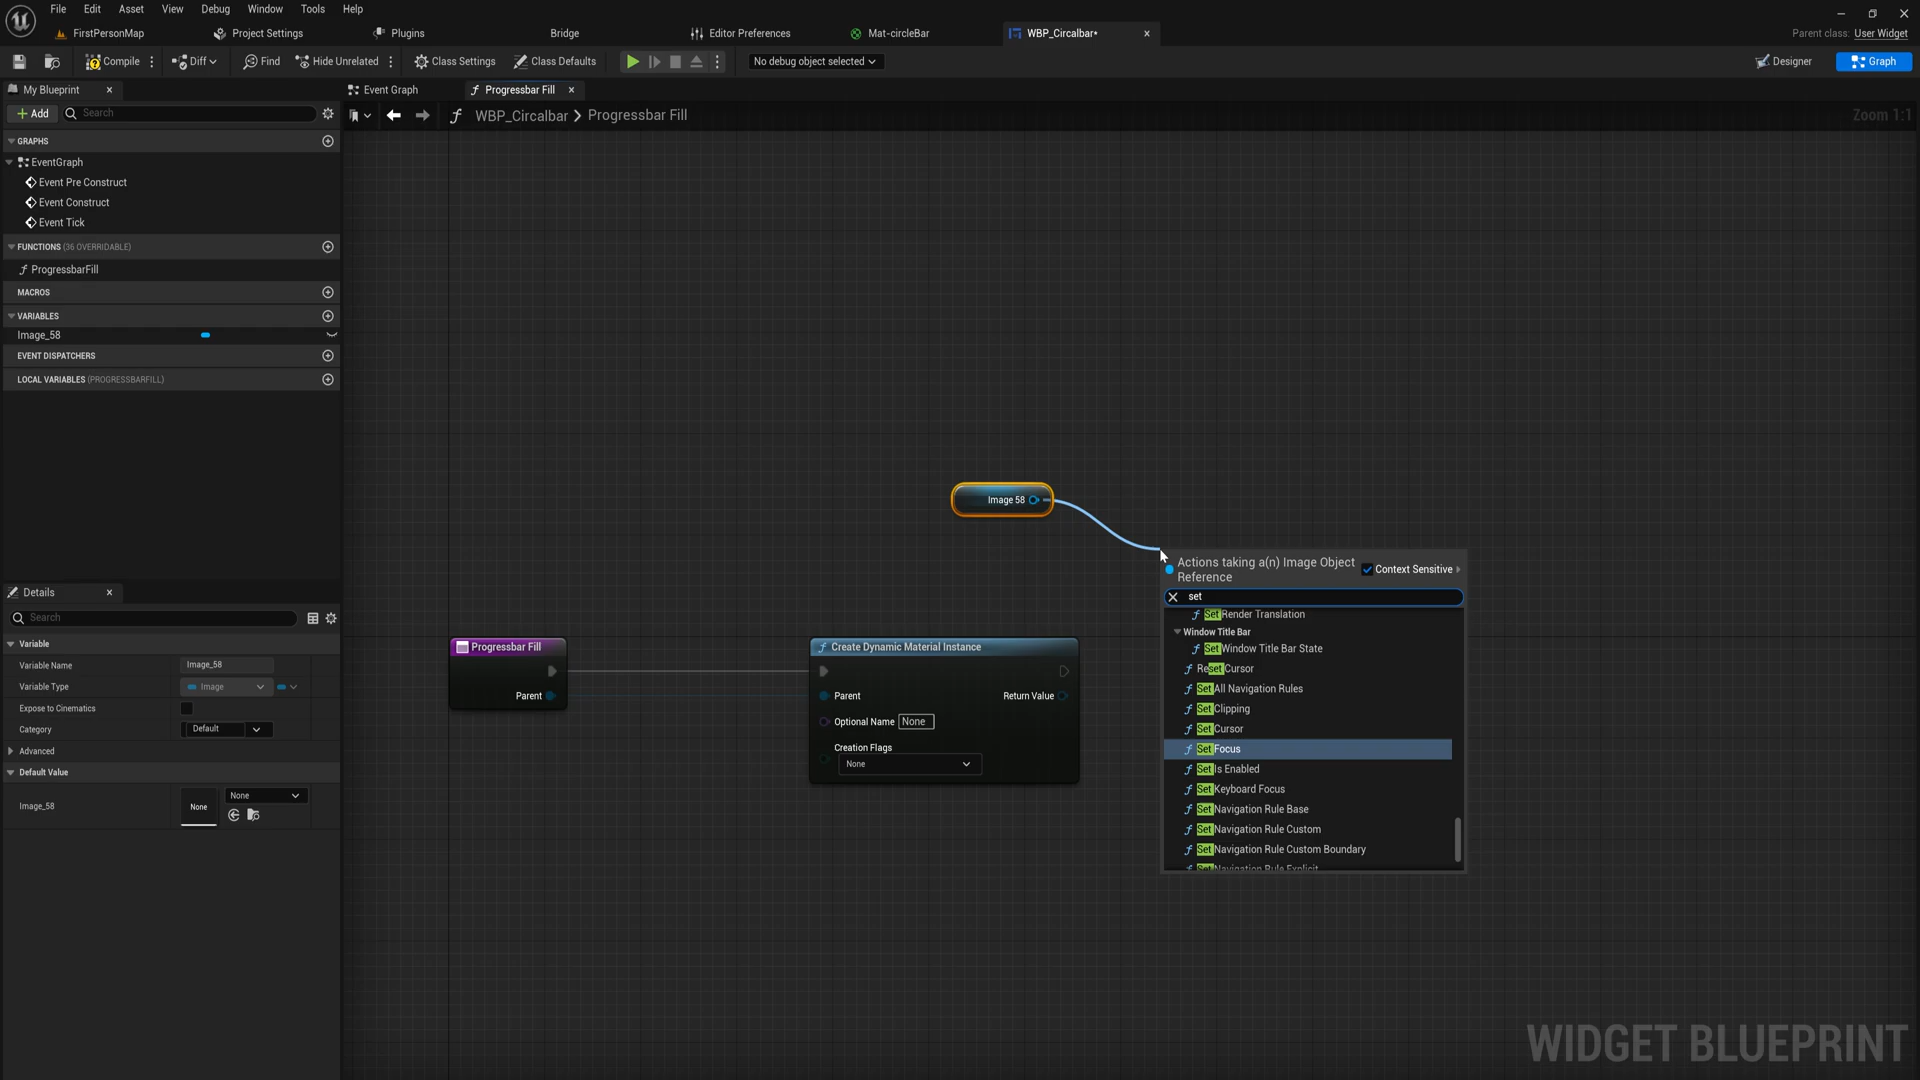 File Edit Asset View Debug Window Tools Help
FirstPersonMap Project Settings Plugins Bridge Editor Preferences Mat-circleBar WBP_Circalbar* Parent class: User Widget
Compile Diff Find Hide Unrelated Class Settings Class Defaults No debug object selected Designer Graph
My Blueprint Event Graph Progressbar Fill
Add Search WBP_Circalbar > Progressbar Fill Zoom 1:1
GRAPHS
EventGraph
Event Pre Construct
Event Construct
Event Tick
FUNCTIONS (36 OVERRIDABLE)
ProgressbarFill
MACROS
VARIABLES
Image_58
EVENT DISPATCHERS
LOCAL VARIABLES (PROGRESSBARFILL)
Details
Search
Variable
Variable Name Image_58
Variable Type Image
Expose to Cinematics
Category Default
Advanced
Default Value
Image_58 None None
Image 58
Progressbar Fill
Parent
Create Dynamic Material Instance
Parent Return Value
Optional Name None
Creation Flags
None
Actions taking a(n) Image Object
Reference
Context Sensitive
set
Set Render Translation
Window Title Bar
Set Window Title Bar State
Reset Cursor
Set All Navigation Rules
Set Clipping
Set Cursor
Set Focus
Set Is Enabled
Set Keyboard Focus
Set Navigation Rule Base
Set Navigation Rule Custom
Set Navigation Rule Custom Boundary
Set Navigation Rule Explicit
WIDGET BLUEPRINT